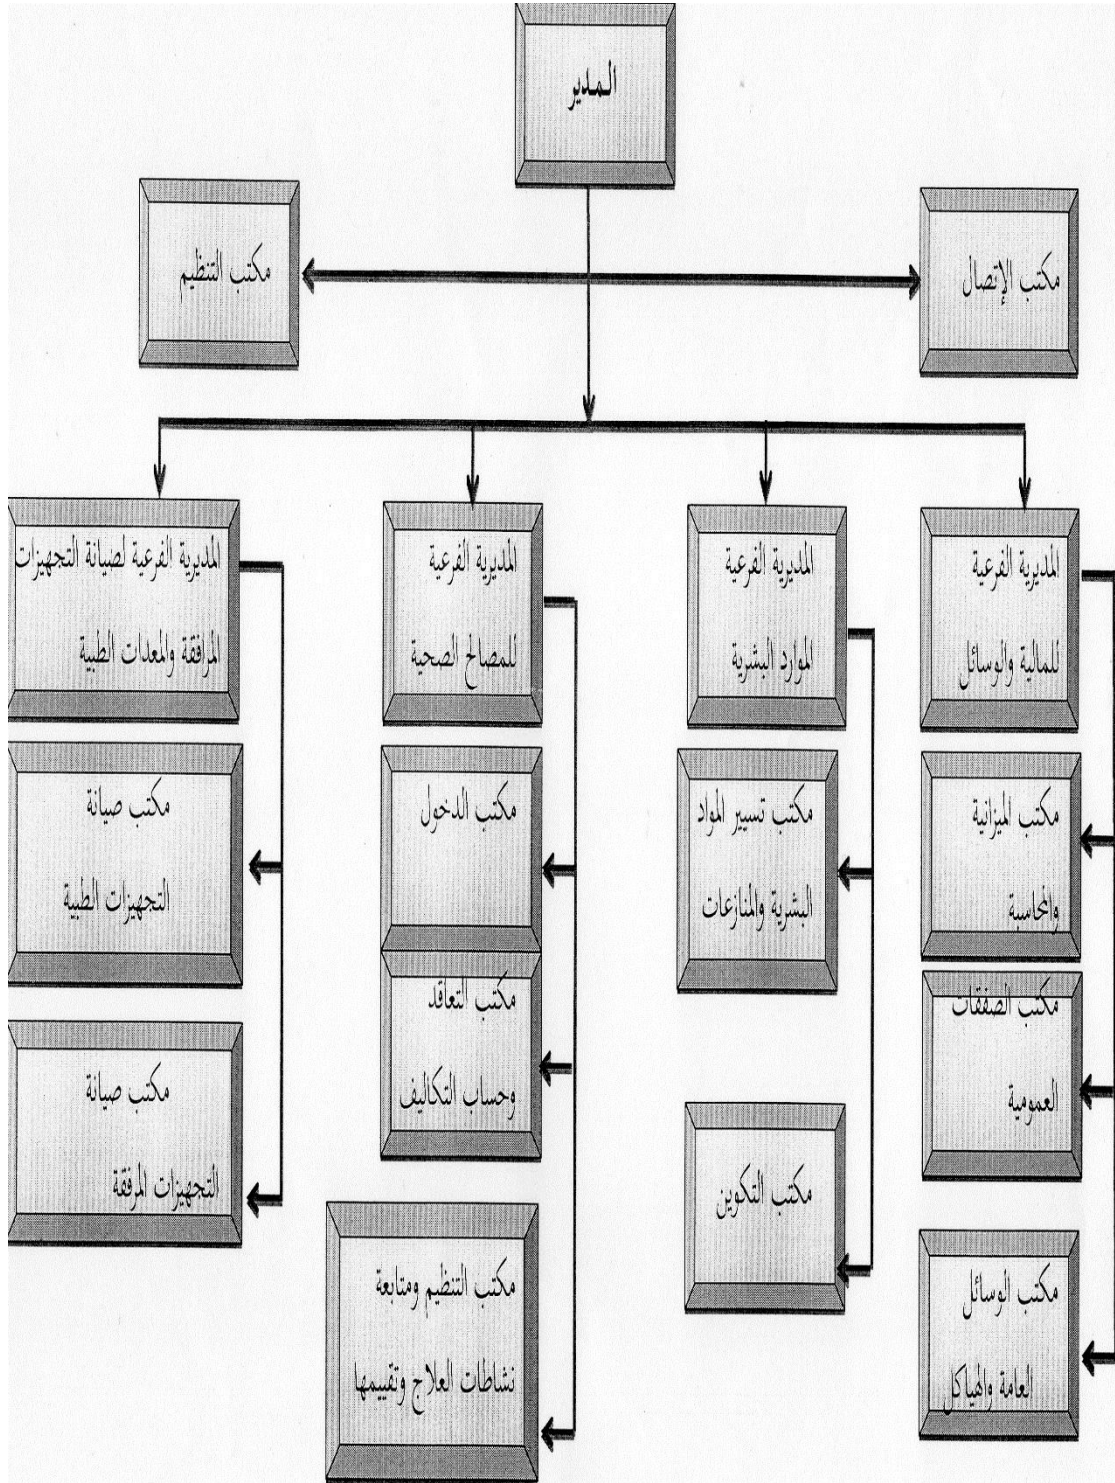 المدير
مكتب الإتصال
مكتب التنظيم
المديرية الفرعية
للمالية والوسائل
المديرية الفرعية
الموارد البشرية
المديرية الفرعية
للمصالح الصحية
المديرية الفرعية لصيانة التجهيزات
المرافقة والمعدات الطبية
مكتب الميزانية
والمحاسبة
مكتب الصفقات
العمومية
مكتب الوسائل
العامة والهياكل
مكتب تسيير المواد
البشرية والمنازعات
مكتب التكوين
مكتب الدخول
مكتب التعاقد
وحساب التكاليف
مكتب التنظيم ومتابعة
نشاطات العلاج وتقييمها
مكتب صيانة
التجهيزات الطبية
مكتب صيانة
التجهيزات المرفقة